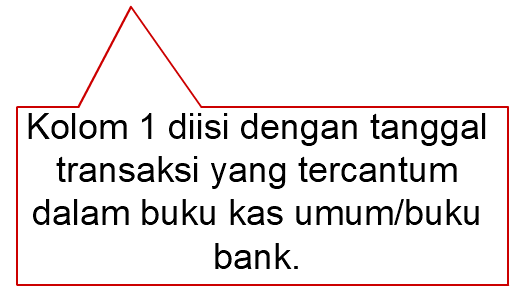 Kolom 1 diisi dengan tanggal
transaksi yang tercantum
dalam buku kas umum/buku
bank.